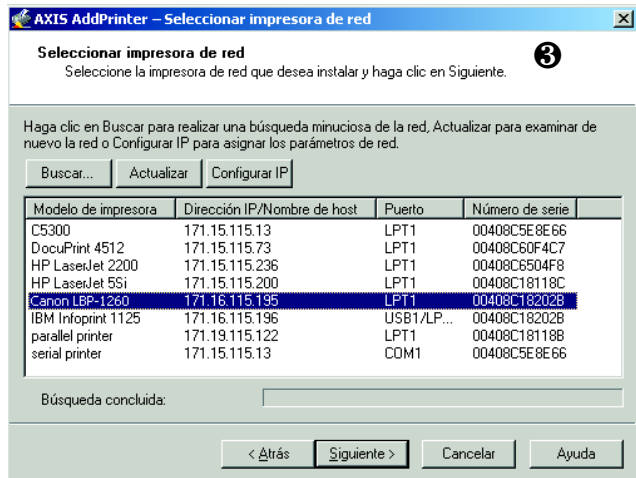 AXIS AddPrinter – Seleccionar impresora de red
Seleccionar impresora de red
Seleccione la impresora de red que desea instalar y haga clic en Siguiente.
❸
Haga clic en Buscar para realizar una búsqueda minuciosa de la red, Actualizar para examinar de
nuevo la red o Configurar IP para asignar los parámetros de red.
Buscar... Actualizar Configurar IP
Modelo de impresora Dirección IP/Nombre de host Puerto Número de serie
C5300 171.15.115.13 LPT1 00408C5E8E66
DocuPrint 4512 171.15.115.73 LPT1 00408C60F4C7
HP LaserJet 2200 171.15.115.236 LPT1 00408C6504F8
HP LaserJet 5Si 171.15.115.200 LPT1 00408C18118C
Canon LBP-1260 171.16.115.195 LPT1 00408C18202B
IBM Infoprint 1125 171.16.115.196 USB1/LP... 00408C18202B
parallel printer 171.19.115.122 LPT1 00408C18118B
serial printer 171.15.115.13 COM1 00408C5E8E66
Búsqueda concluida:
< Atrás Siguiente > Cancelar Ayuda